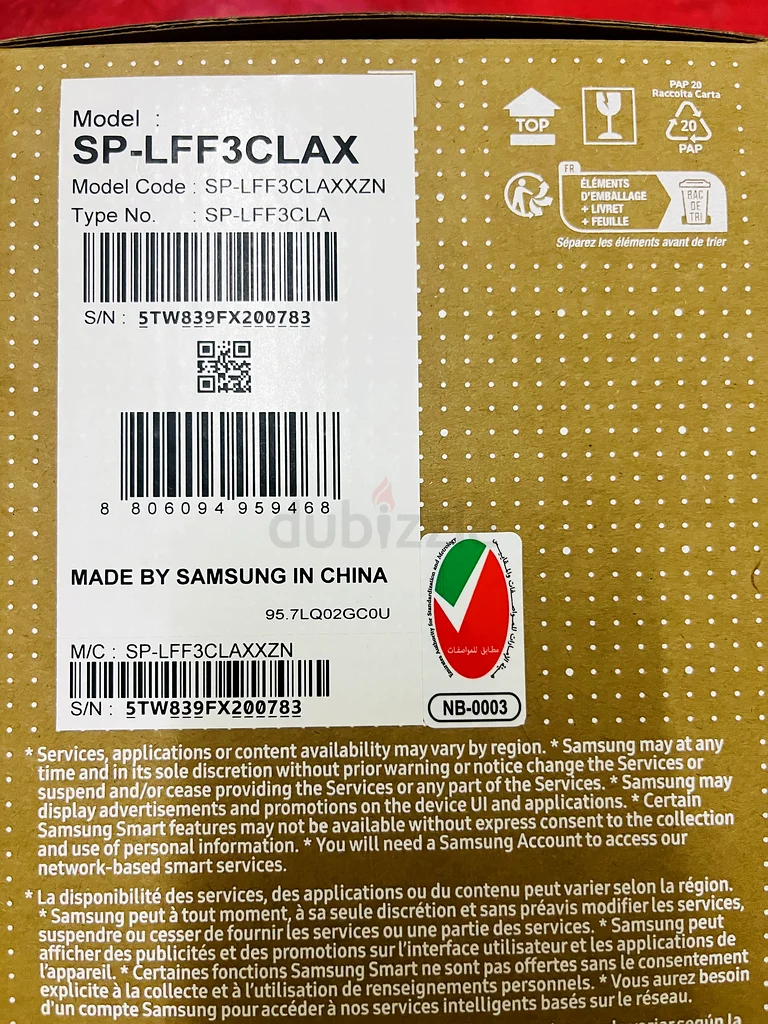 Model :
SP-LFF3CLAX
Model Code : SP-LFF3CLAXXZN
Type No. : SP-LFF3CLA
S/N : 5TW839FX200783
8 806094 959468
MADE BY SAMSUNG IN CHINA
95.7LQ02GC0U
M/C : SP-LFF3CLAXXZN
S/N : 5TW839FX200783
TOP
PAP 20
Raccolta Carta
20
PAP
FR
ÉLÉMENTS
D'EMBALLAGE
+ LIVRET
+ FEUILLE
BAC
DE
TRI
Séparez les éléments avant de trier
dubizz
Emirates Authority for Standardization and Metrology
مطابق للمواصفات
NB-0003
* Services, applications or content availability may vary by region. * Samsung may at any
time and in its sole discretion without prior warning or notice change the Services or
suspend and/or cease providing the Services or any part of the Services. * Samsung may
display advertisements and promotions on the device UI and applications. * Certain
Samsung Smart features may not be available without express consent to the collection
and use of personal information. * You will need a Samsung Account to access our
network-based smart services.
* La disponibilité des services, des applications ou du contenu peut varier selon la région.
* Samsung peut à tout moment, à sa seule discrétion et sans préavis modifier les services,
suspendre ou cesser de fournir les services ou une partie des services. * Samsung peut
afficher des publicités et des promotions sur l'interface utilisateur et les applications de
l'appareil. * Certaines fonctions Samsung Smart ne sont pas offertes sans le consentement
explicite à la collecte et à l'utilisation de renseignements personnels. * Vous aurez besoin
d'un compte Samsung pour accéder à nos services intelligents basés sur le réseau.
variar según la